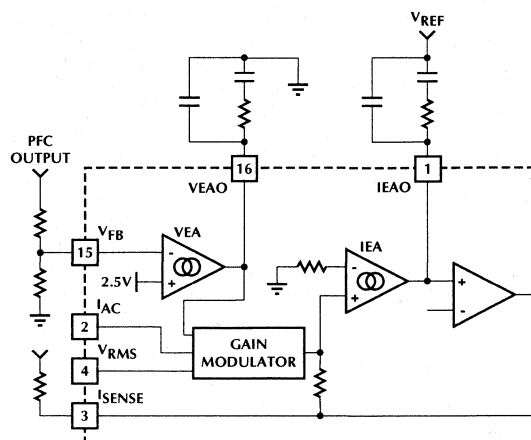 VREF
PFC
OUTPUT
16
1
VEAO
IEAO
VFB
VEA
IEA
15
-
-
2.5V
+
+
+
-
IAC
2
VRMS
GAIN
MODULATOR
4
ISENSE
3